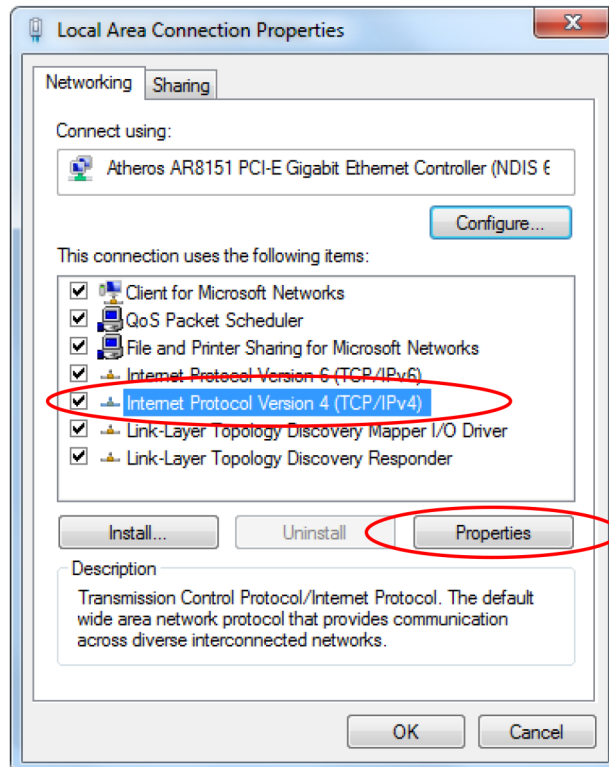 Local Area Connection Properties
Networking
Sharing
Connect using:
Atheros AR8151 PCI-E Gigabit Ethernet Controller (NDIS 6
Configure...
This connection uses the following items:
Client for Microsoft Networks
QoS Packet Scheduler
File and Printer Sharing for Microsoft Networks
Internet Protocol Version 6 (TCP/IPv6)
Internet Protocol Version 4 (TCP/IPv4)
Link-Layer Topology Discovery Mapper I/O Driver
Link-Layer Topology Discovery Responder
Install...
Uninstall
Properties
Description
Transmission Control Protocol/Internet Protocol. The default
wide area network protocol that provides communication
across diverse interconnected networks.
OK
Cancel